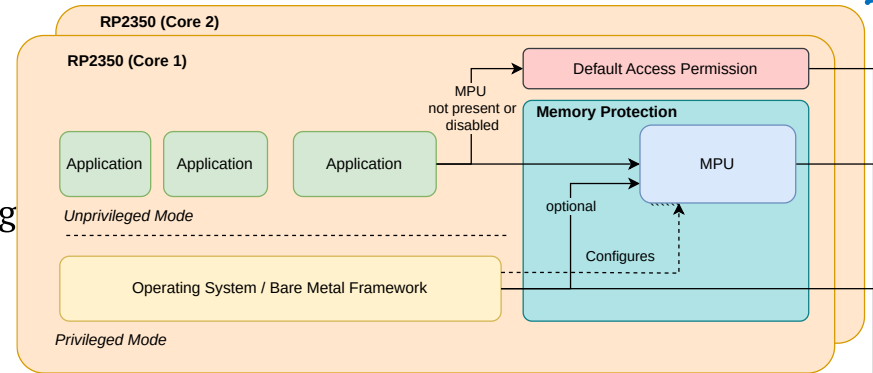 RP2350 (Core 2)
RP2350 (Core 1)
Default Access Permission
MPU
not present or
disabled
Memory Protection
Application
Application
Application
MPU
optional
Unprivileged Mode
g
Configures
Operating System / Bare Metal Framework
Privileged Mode